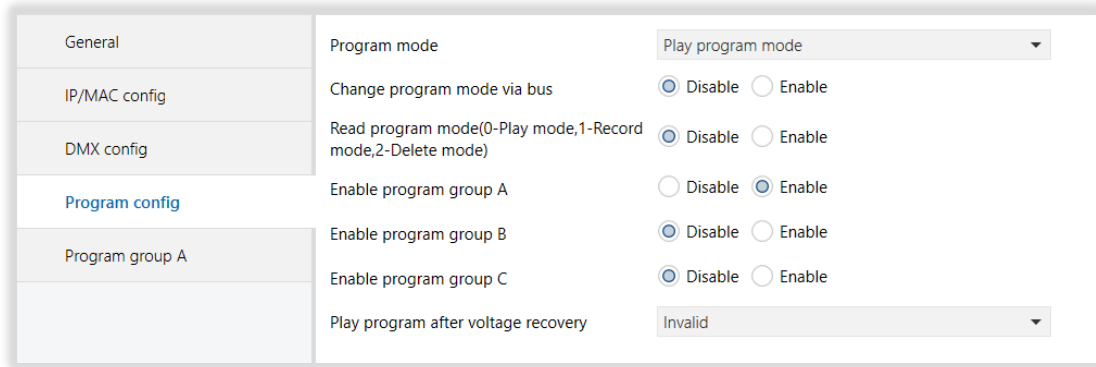 General
IP/MAC config
DMX config
Program config
Program group A
Program mode Play program mode
Change program mode via bus Disable Enable
Read program mode(0-Play mode,1-Record
mode,2-Delete mode) Disable Enable
Enable program group A Disable Enable
Enable program group B Disable Enable
Enable program group C Disable Enable
Play program after voltage recovery Invalid